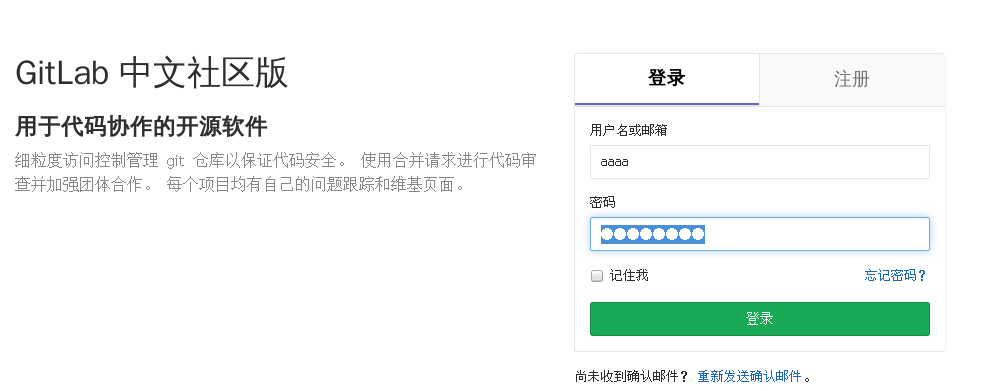 GitLab 中文社区版
用于代码协作的开源软件
细粒度访问控制管理 git 仓库以保证代码安全。 使用合并请求进行代码审
查并加强团体合作。 每个项目均有自己的问题跟踪和维基页面。
登录 注册
用户名或邮箱
aaaa
密码
●●●●●●●●
记住我 忘记密码？
登录
尚未收到确认邮件？ 重新发送确认邮件。